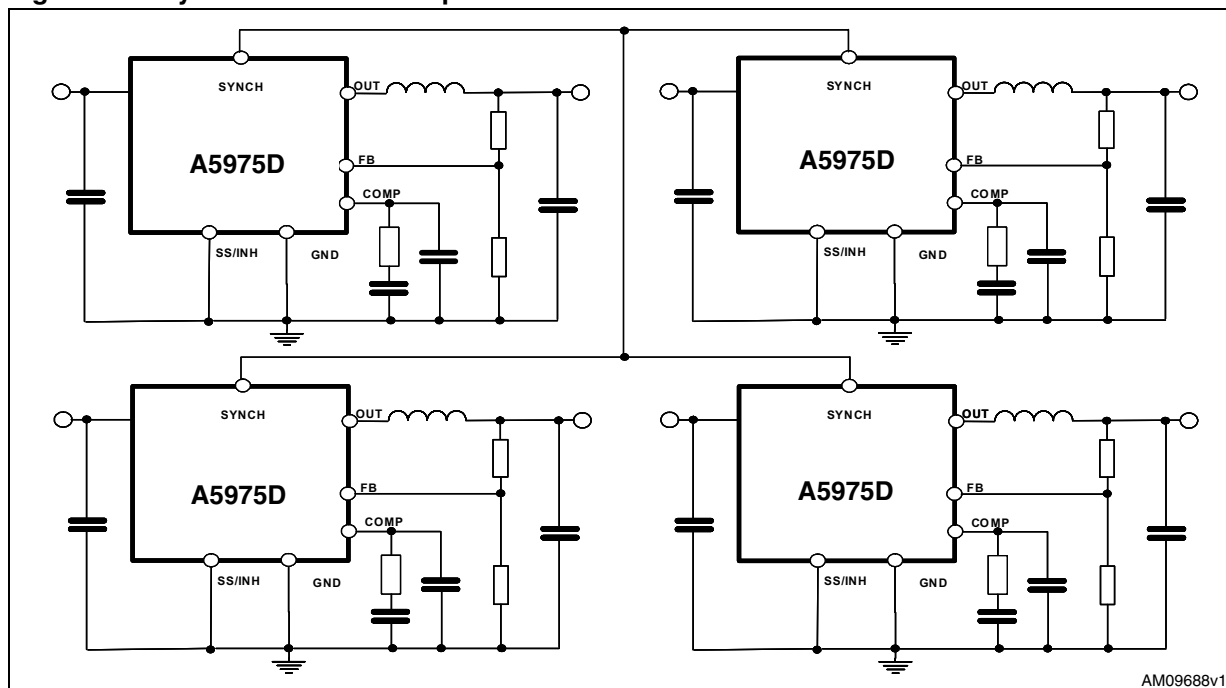 SYNCH
OUT
A5975D
FB
COMP
SS/INH
GND
SYNCH
OUT
A5975D
FB
COMP
SS/INH
GND
SYNCH
OUT
A5975D
FB
COMP
SS/INH
GND
SYNCH
OUT
A5975D
FB
COMP
SS/INH
GND
AM09688v1